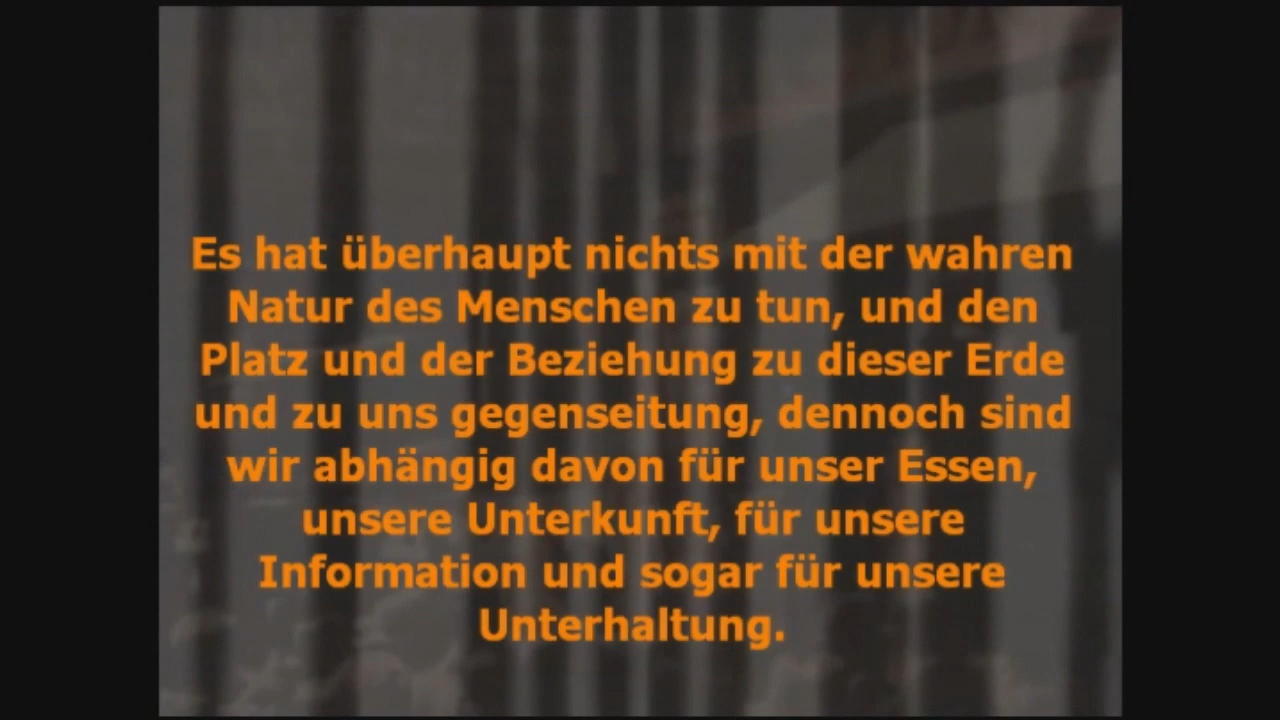 Es hat überhaupt nichts mit der wahren
Natur des Menschen zu tun, und den
Platz und der Beziehung zu dieser Erde
und zu uns gegenseitung, dennoch sind
wir abhängig davon für unser Essen,
unsere Unterkunft, für unsere
Information und sogar für unsere
Unterhaltung.